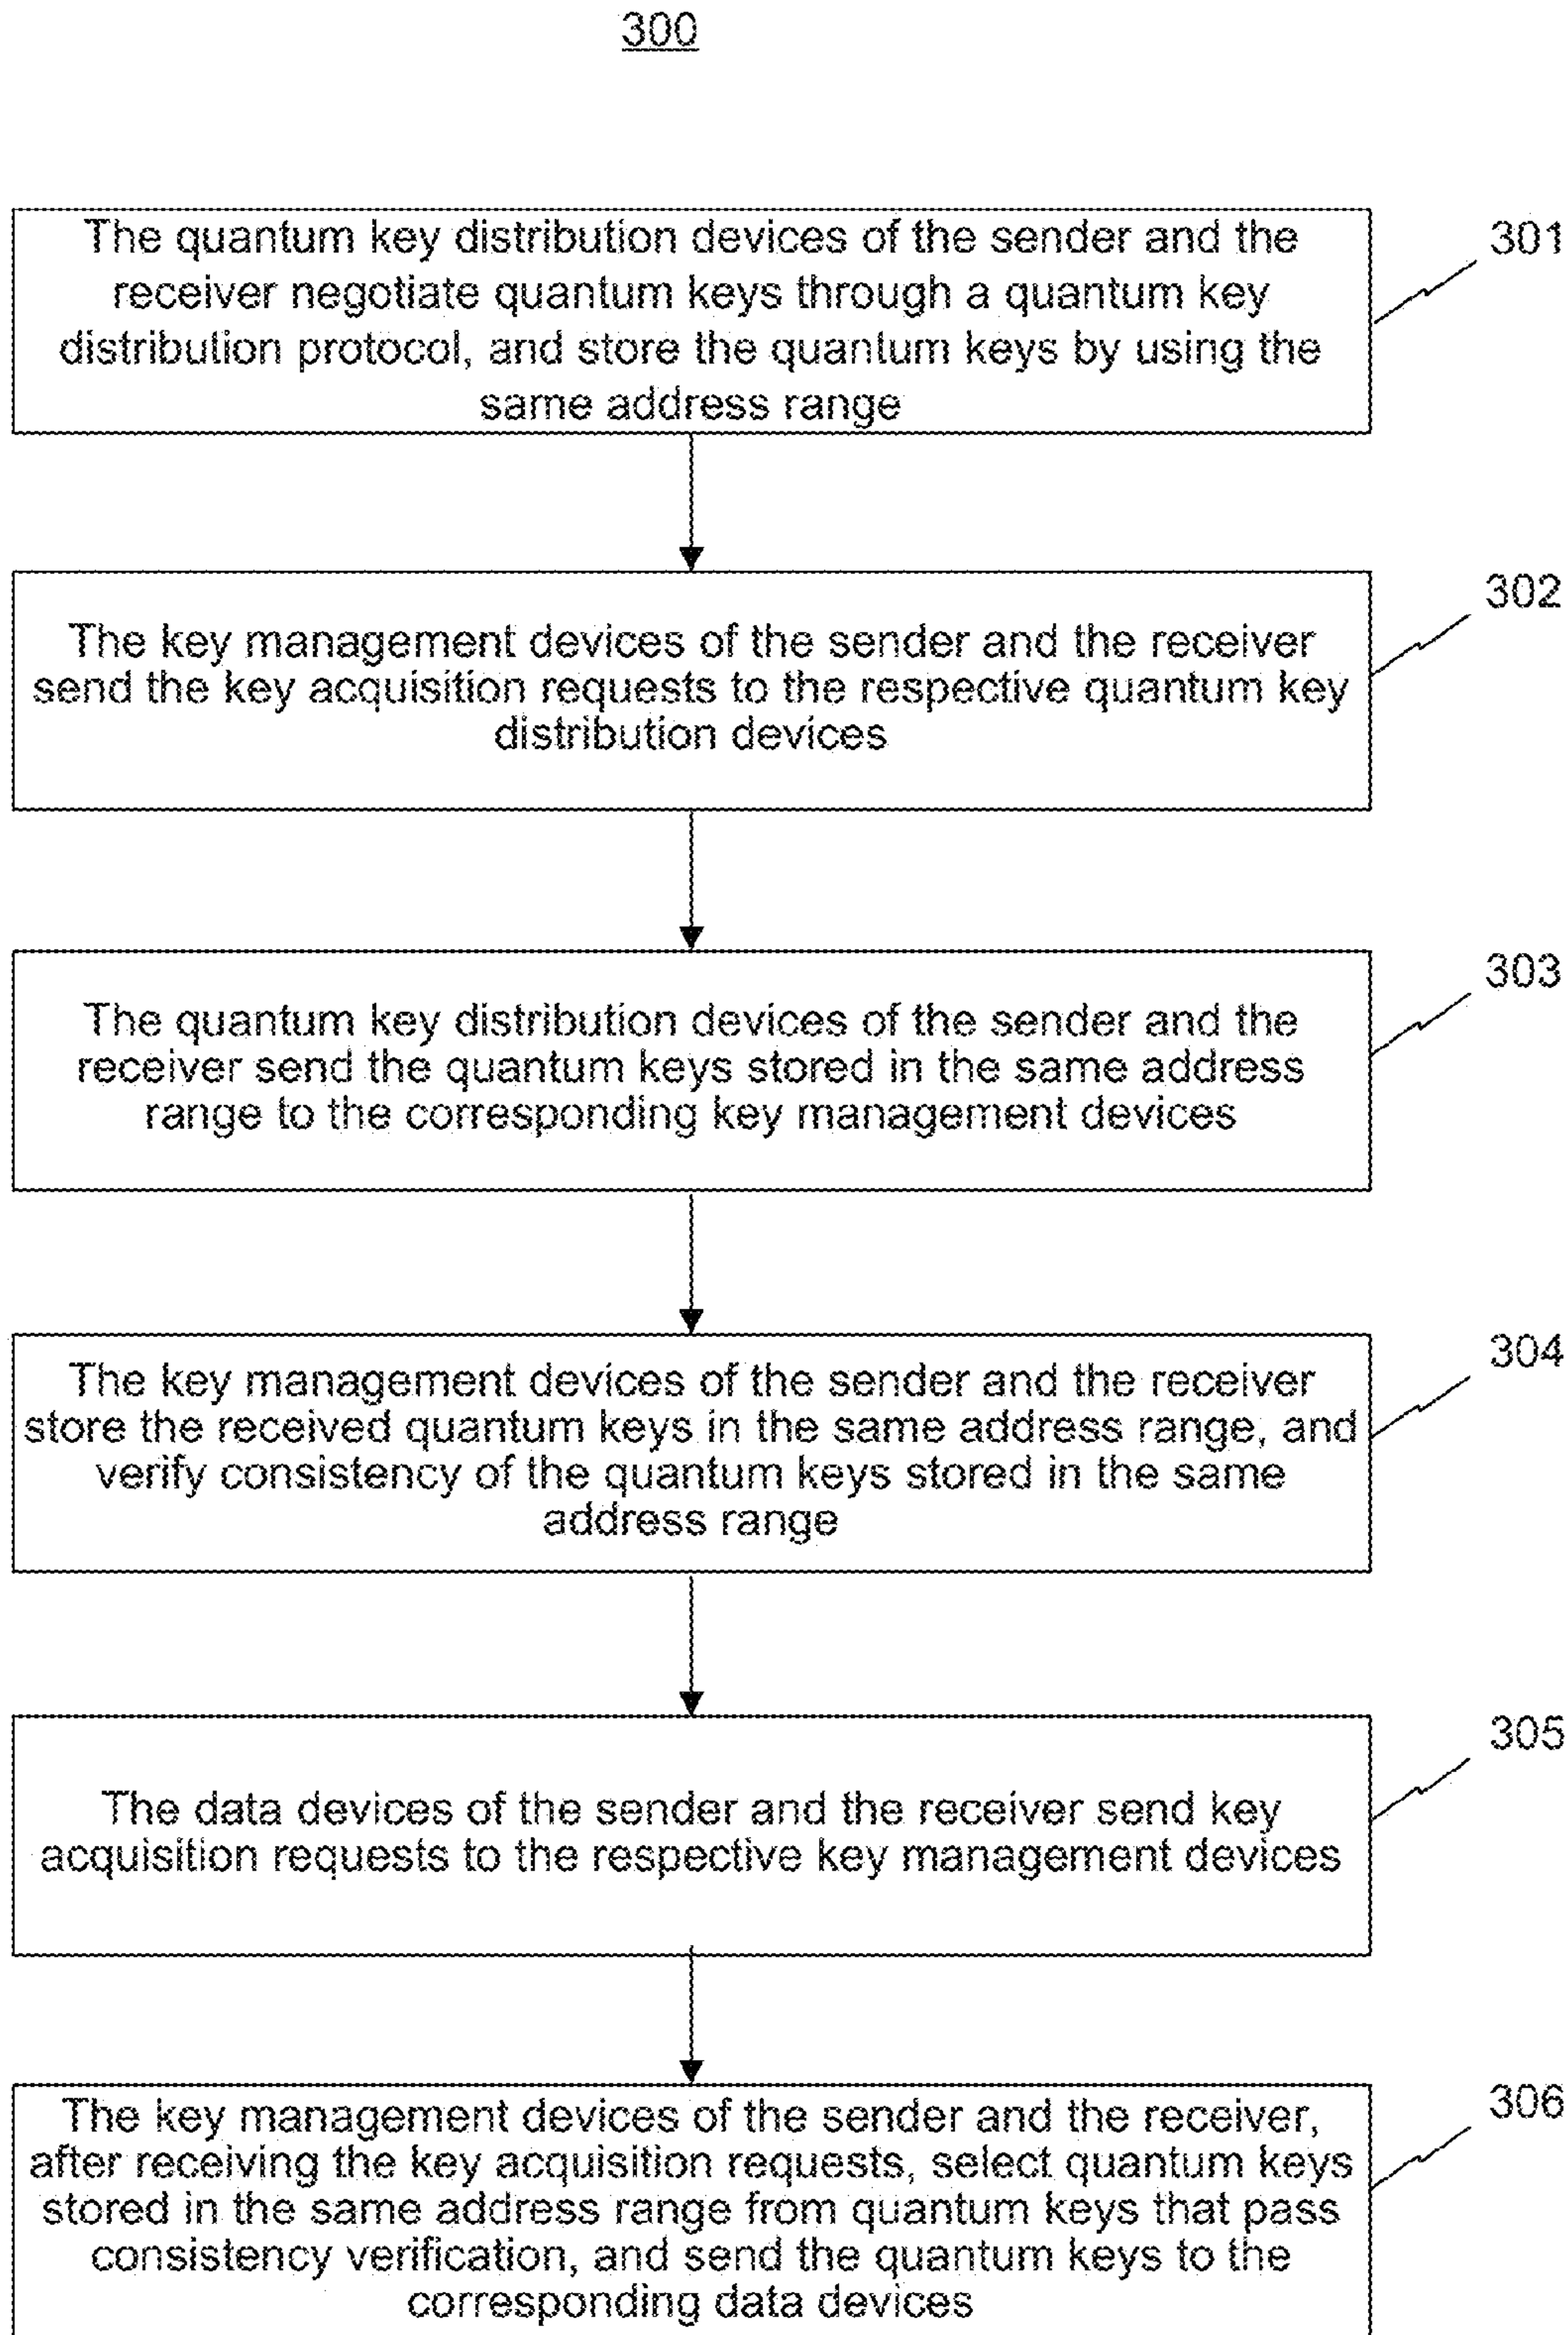 300
The quantum key distribution devices of the sender and the
receiver negotiate quantum keys through a quantum key
distribution protocol, and store the quantum keys by using the
same address range
301
The key management devices of the sender and the receiver
send the key acquisition requests to the respective quantum key
distribution devices
302
The quantum key distribution devices of the sender and the
receiver send the quantum keys stored in the same address
range to the corresponding key management devices
303
The key management devices of the sender and the receiver
store the received quantum keys in the same address range, and
verify consistency of the quantum keys stored in the same
address range
304
The data devices of the sender and the receiver send key
acquisition requests to the respective key management devices
305
The key management devices of the sender and the receiver,
after receiving the key acquisition requests, select quantum keys
stored in the same address range from quantum keys that pass
consistency verification, and send the quantum keys to the
corresponding data devices
306